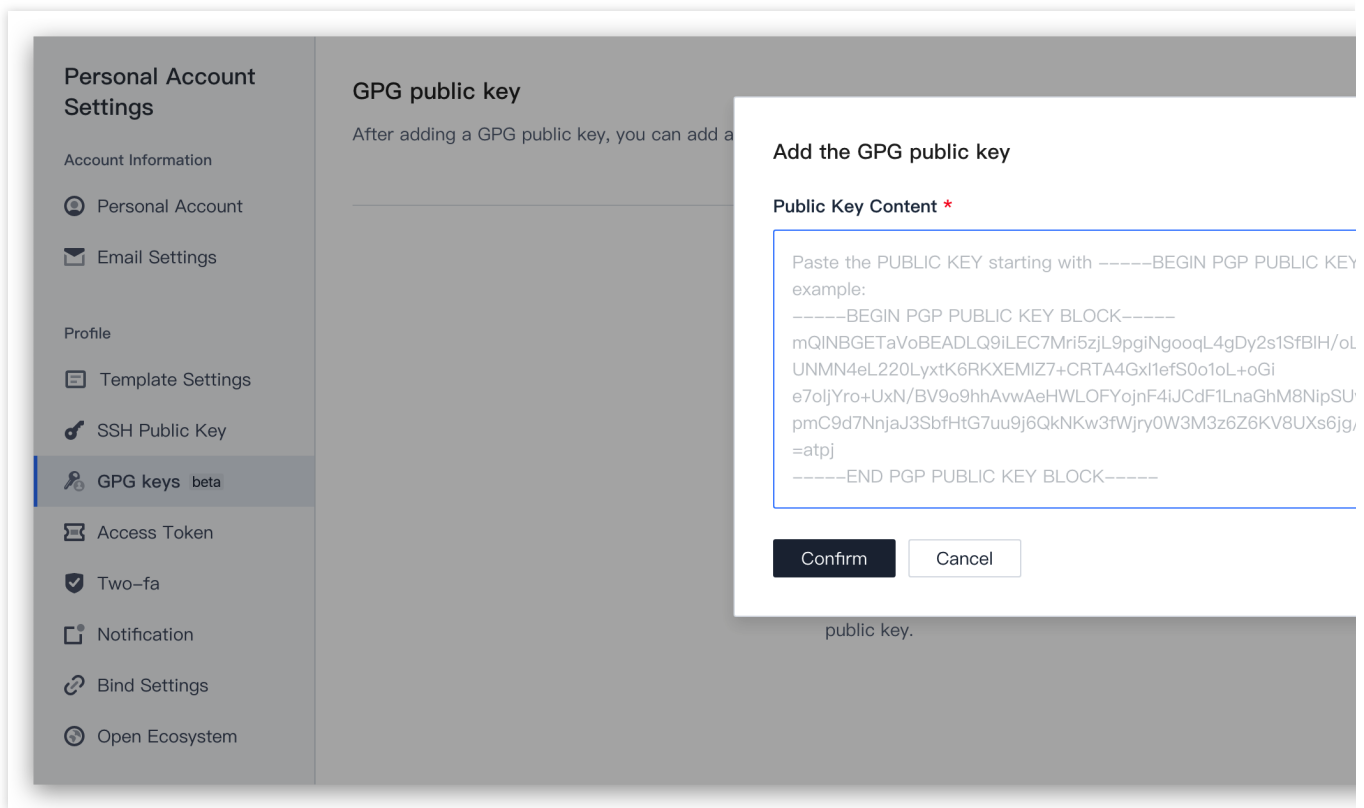 Personal Account
Settings
Account Information
Personal Account
Email Settings
Profile
Template Settings
SSH Public Key
GPG keys beta
Access Token
Two-fa
Notification
Bind Settings
Open Ecosystem
GPG public key
After adding a GPG public key, you can add a
Add the GPG public key
Public Key Content *
Paste the PUBLIC KEY starting with -----BEGIN PGP PUBLIC KEY
example:
-----BEGIN PGP PUBLIC KEY BLOCK-----
mQINBGETaVoBEADLQ9iLEC7Mri5zjL9pgiNgooqL4gDy2s1SfBlH/oL
UNMN4eL220LyxtK6RKXEMlZ7+CRTA4Gxl1efS0o1oL+oGi
e7oljYro+UxN/BV9o9hhAvwAeHWLOFYojnF4iJCdF1LnaGhM8NipSU
pmC9d7NnjaJ3SbfHtG7uu9j6QkNKw3fWjry0W3M3z6Z6KV8UXs6jg/
=atpj
-----END PGP PUBLIC KEY BLOCK-----
Confirm
Cancel
public key.